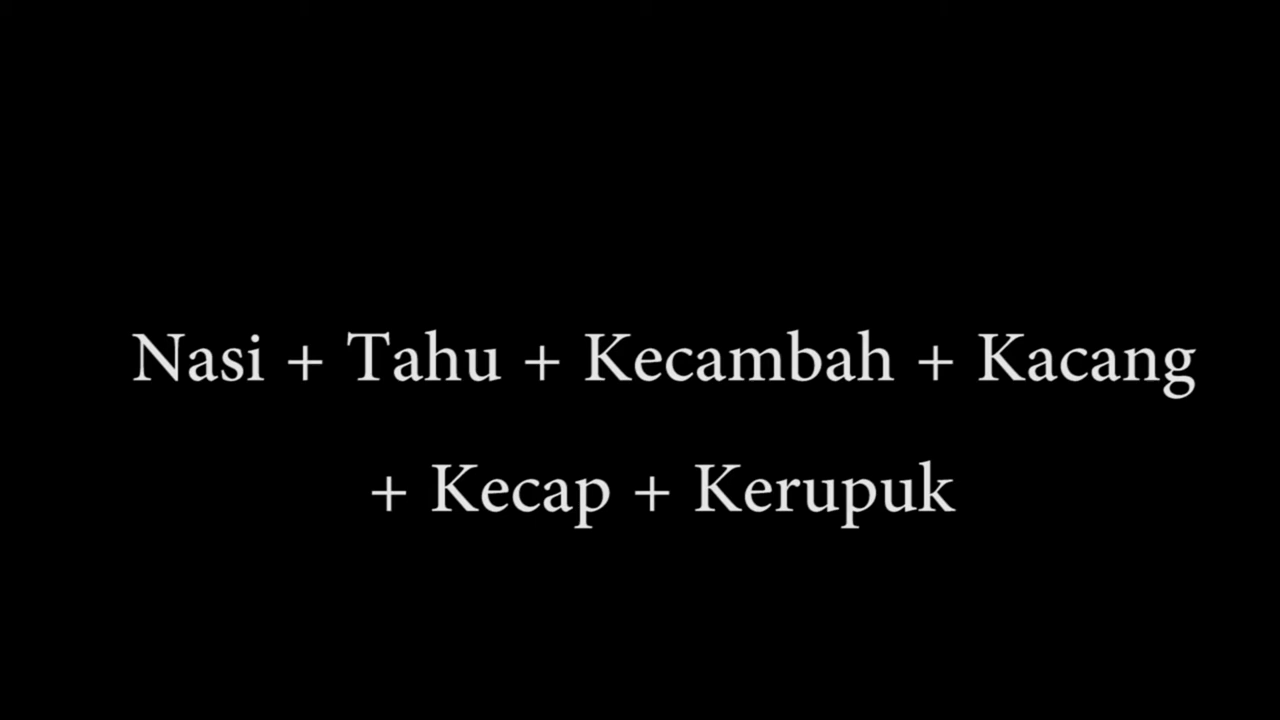 Nasi + Tahu + Kecambah + Kacang
+ Kecap + Kerupuk